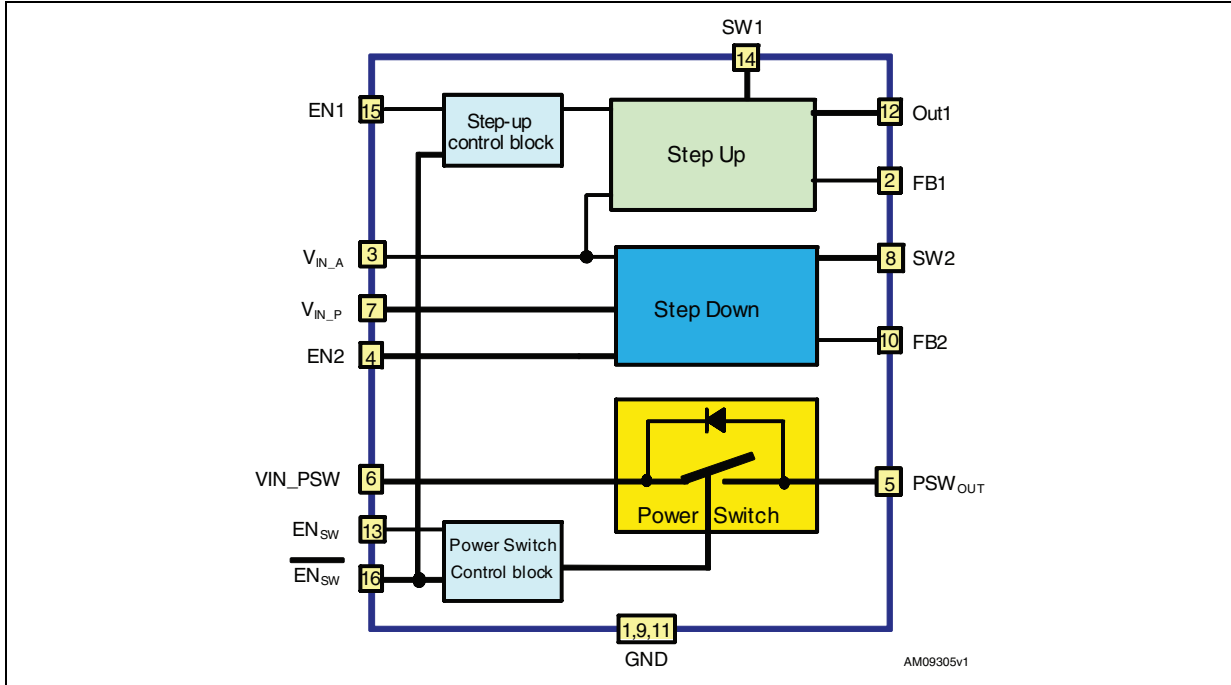 SW1
14
EN1
15
Step-up
control block
Step Up
12
Out1
2
FB1
VIN_A
3
8
SW2
VIN_P
7
Step Down
EN2
4
10
FB2
VIN_PSW
6
5
PSWOUT
Power Switch
ENSW
13
Power Switch
Control block
ENSW
16
1,9,11
GND
AM09305v1